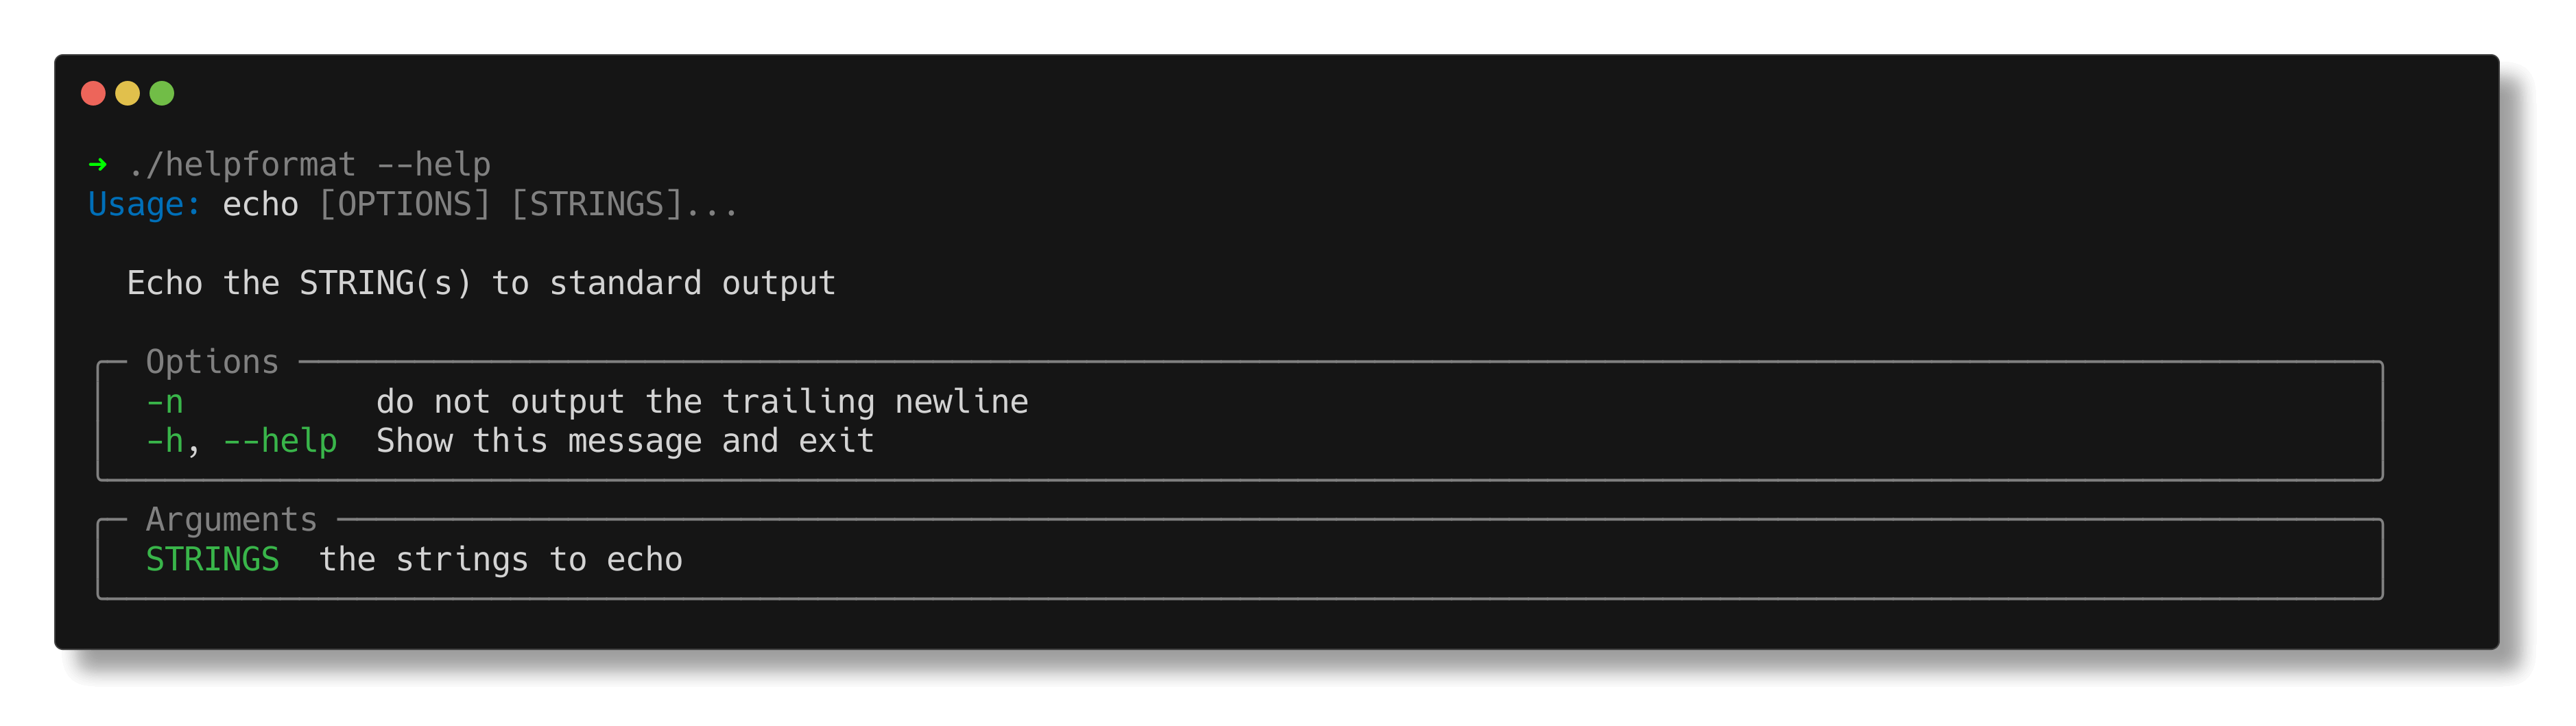 ➜ ./helpformat --help
Usage: echo [OPTIONS] [STRINGS]...
Echo the STRING(s) to standard output
Options
-n do not output the trailing newline
-h, --help Show this message and exit
Arguments
STRINGS the strings to echo